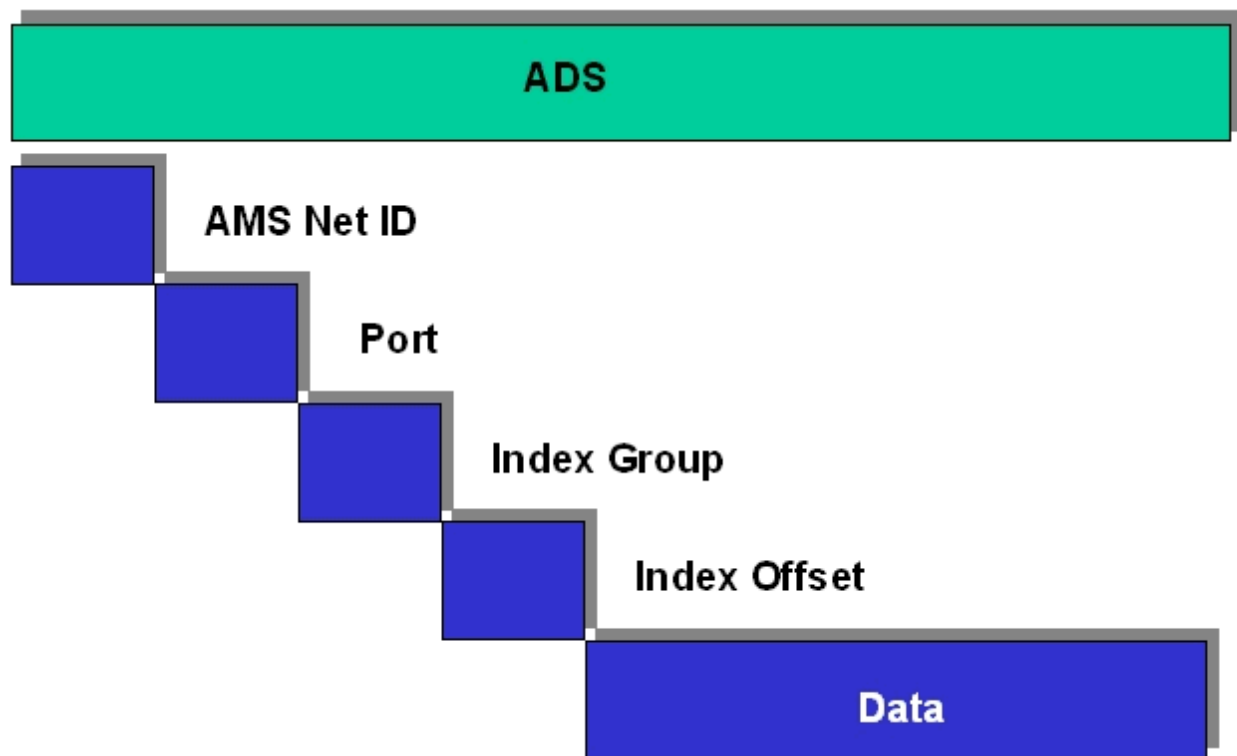 ADS
AMS Net ID
Port
Index Group
Index Offset
Data